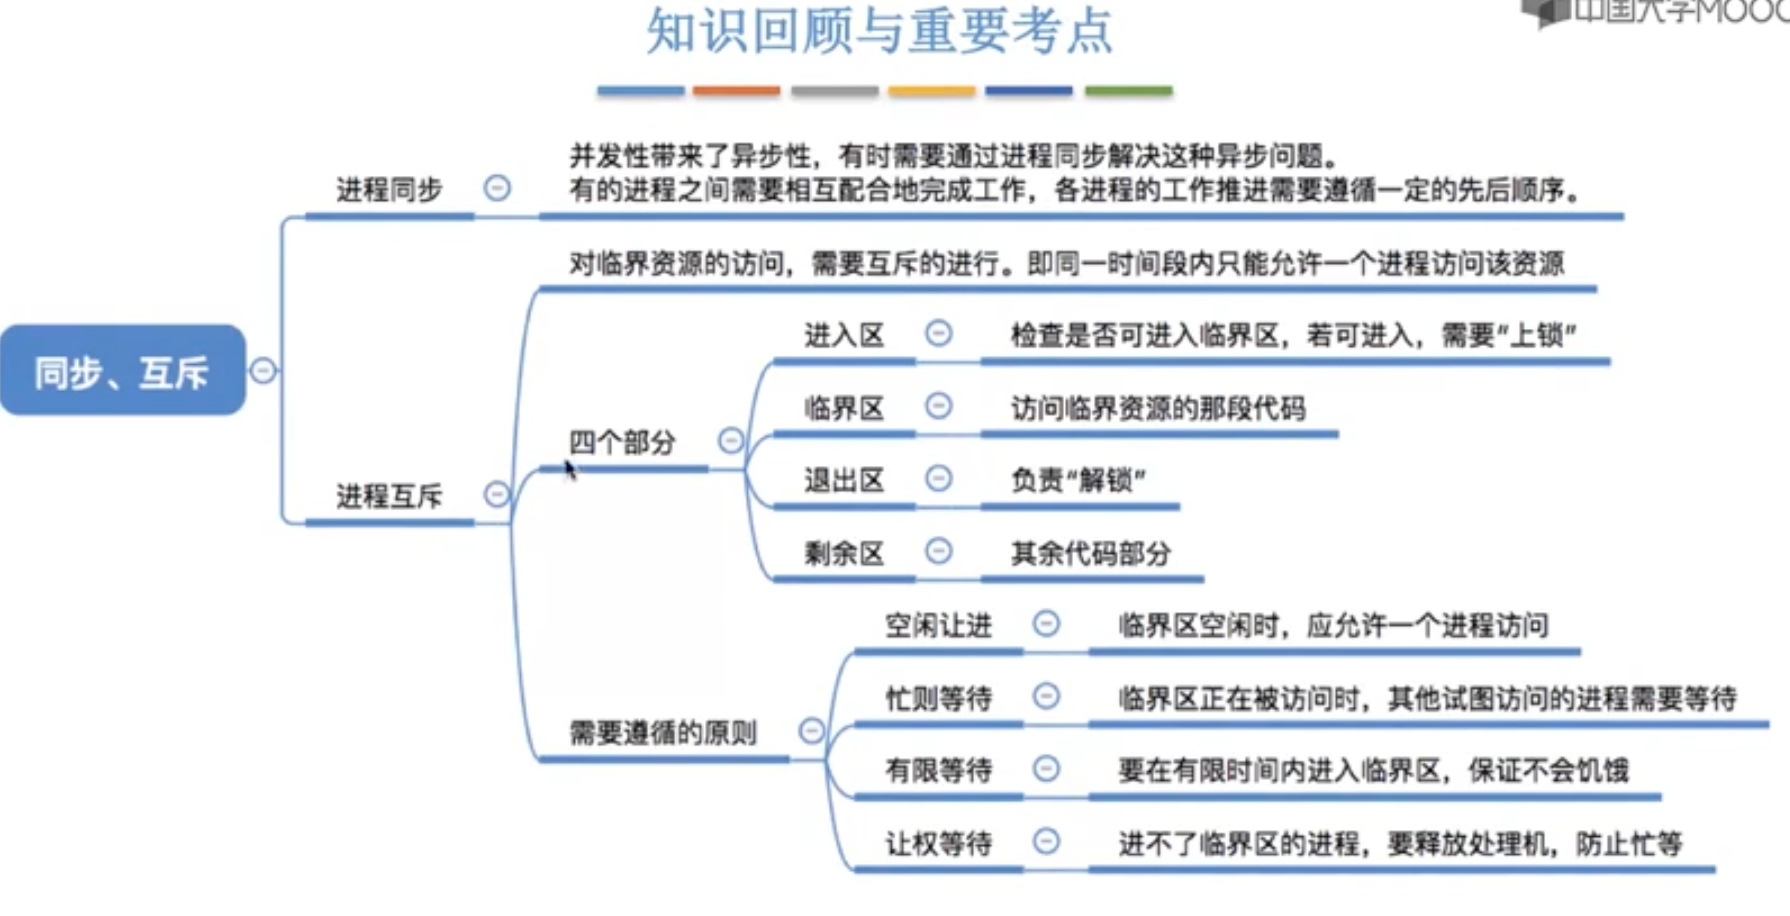 中国大学MOOC
知识回顾与重要考点
并发性带来了异步性，有时需要通过进程同步解决这种异步问题。
进程同步
有的进程之间需要相互配合地完成工作，各进程的工作推进需要遵循一定的先后顺序。
对临界资源的访问，需要互斥的进行。即同一时间段内只能允许一个进程访问该资源
进入区
检查是否可进入临界区，若可进入，需要“上锁”
同步、互斥
临界区
访问临界资源的那段代码
四个部分
退出区
负责“解锁”
进程互斥
剩余区
其余代码部分
空闲让进
临界区空闲时，应允许一个进程访问
忙则等待
临界区正在被访问时，其他试图访问的进程需要等待
需要遵循的原则
有限等待
要在有限时间内进入临界区，保证不会饥饿
让权等待
进不了临界区的进程，要释放处理机，防止忙等